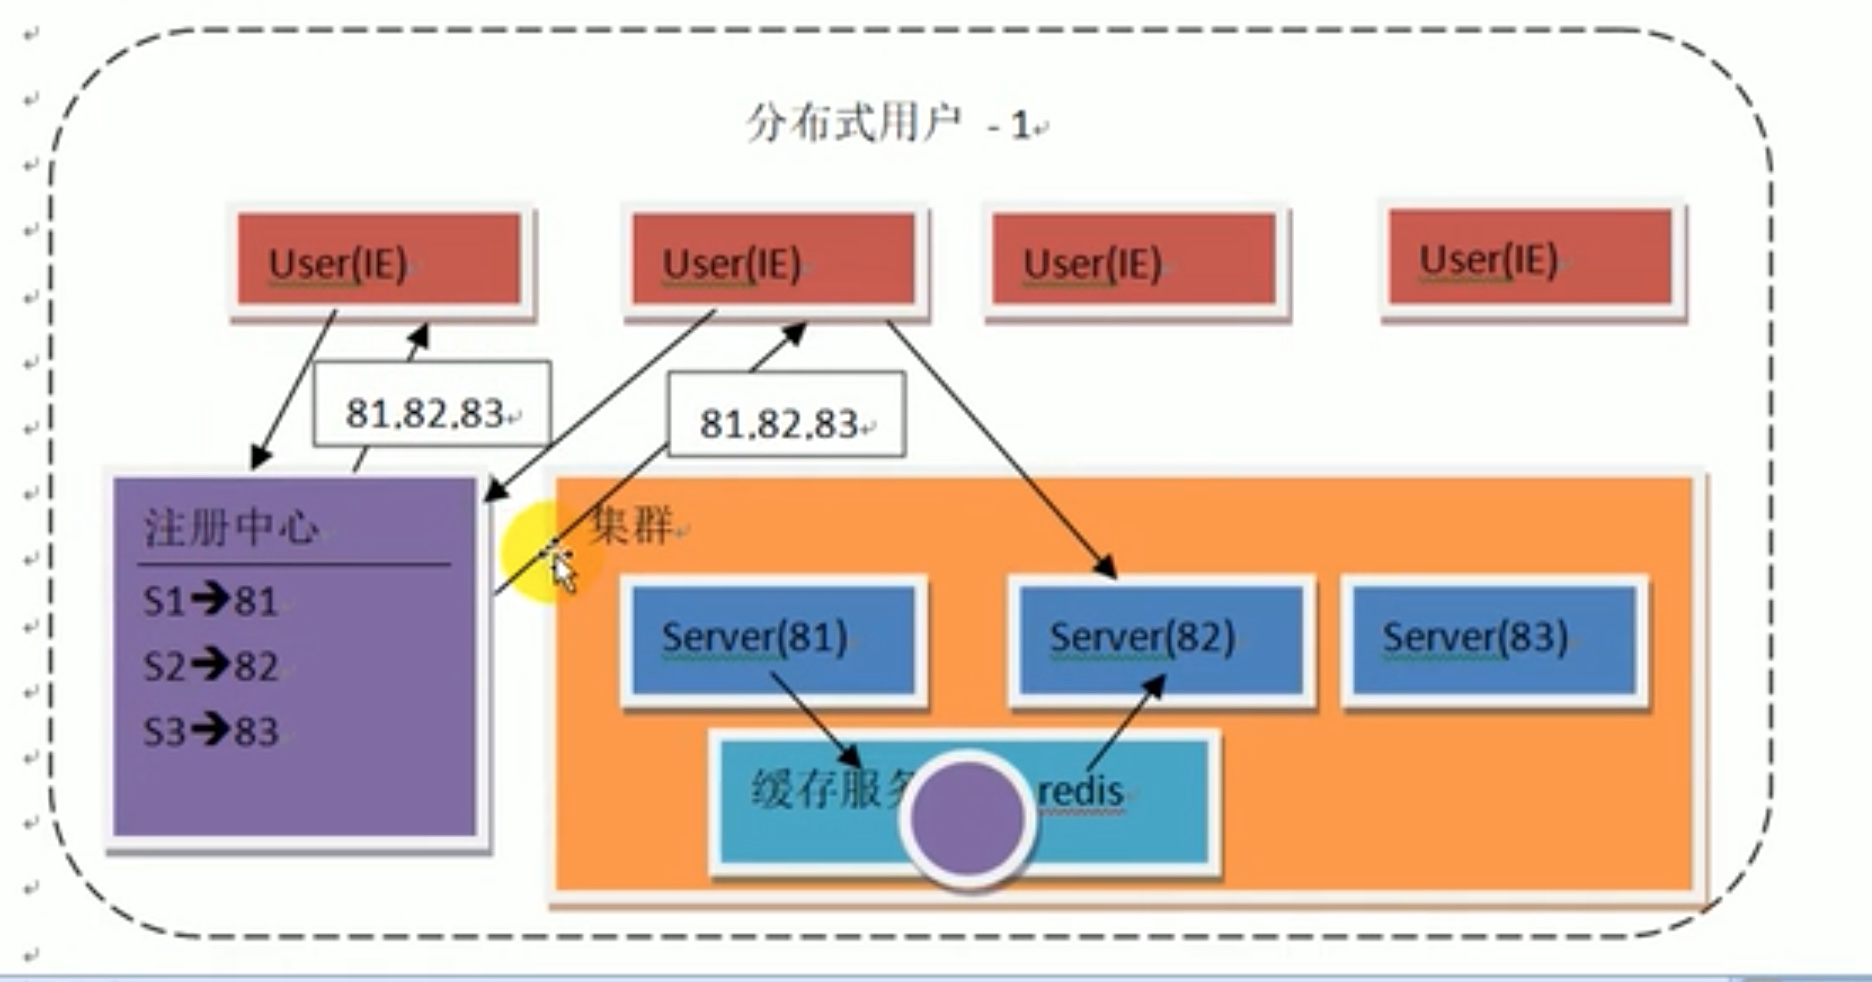 分布式用户 - 1
User(IE)
User(IE)
User(IE)
User(IE)
81,82,83
81,82,83
注册中心
S1➔81
S2➔82
S3➔83
集群
Server(81)
Server(82)
Server(83)
缓存服
redis